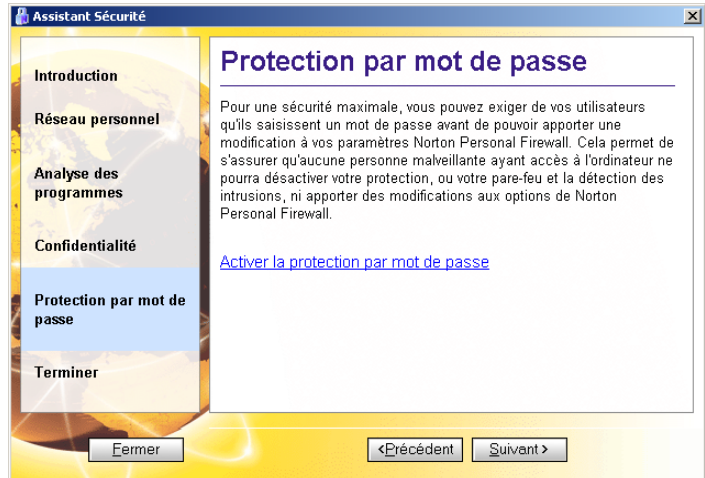 Assistant Sécurité
Introduction
Réseau personnel
Analyse des
programmes
Confidentialité
Protection par mot de
passe
Terminer
Protection par mot de passe
Pour une sécurité maximale, vous pouvez exiger de vos utilisateurs
qu'ils saisissent un mot de passe avant de pouvoir apporter une
modification à vos paramètres Norton Personal Firewall. Cela permet de
s'assurer qu'aucune personne malveillante ayant accès à l'ordinateur ne
pourra désactiver votre protection, ou votre pare-feu et la détection des
intrusions, ni apporter des modifications aux options de Norton
Personal Firewall.
Activer la protection par mot de passe
Fermer
<Précédent
Suivant>